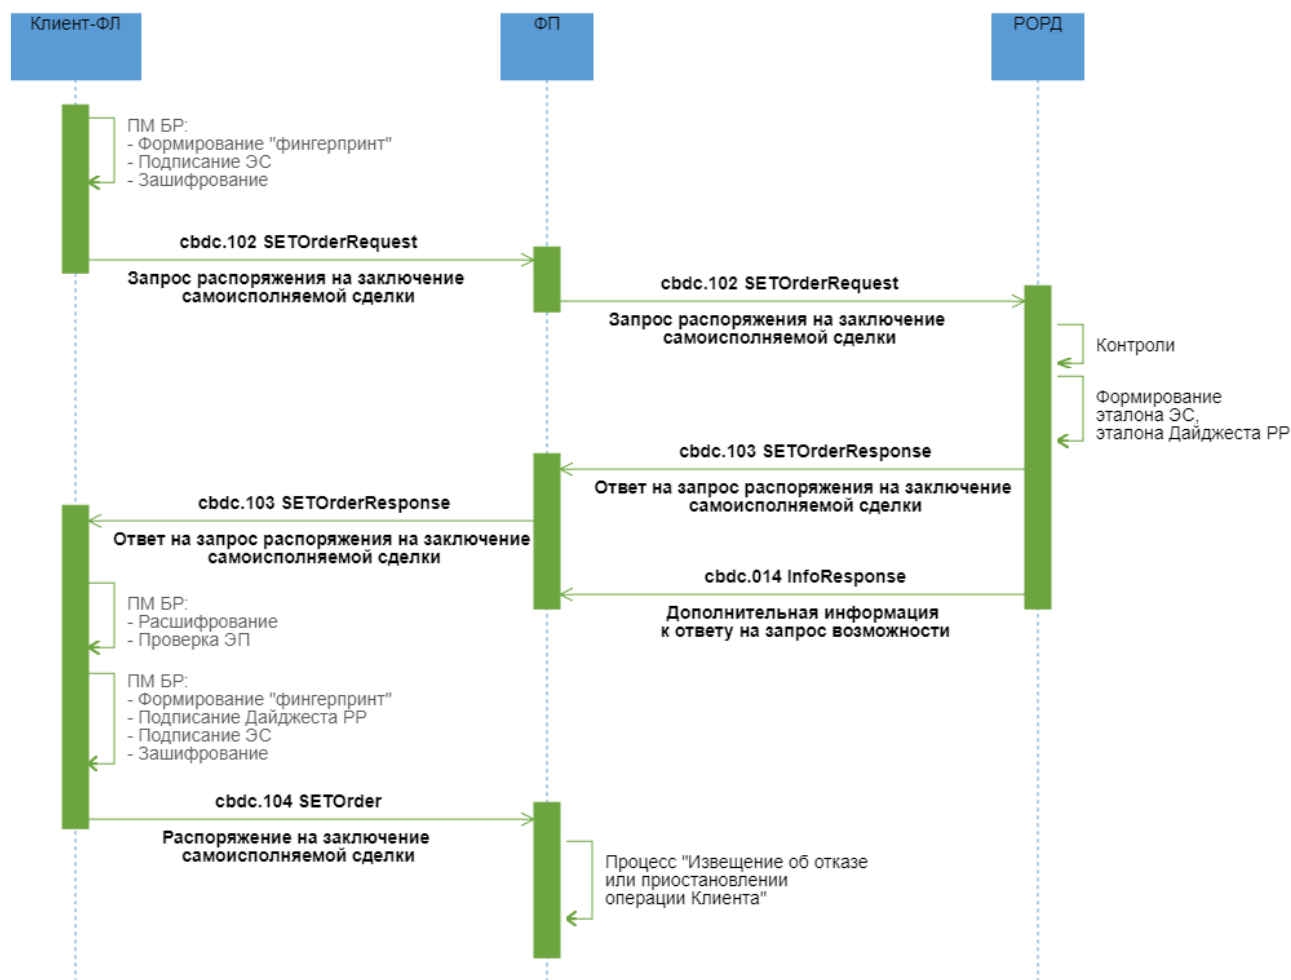 Клиент-ФЛ
ФП
РОРД
ПМ БР:
- Формирование "фингерпринт"
- Подписание ЭС
- Зашифрование
cbdc.102 SETOrderRequest
Запрос распоряжения на заключение
самоисполняемой сделки
cbdc.102 SETOrderRequest
Запрос распоряжения на заключение
самоисполняемой сделки
Контроли
Формирование
эталона ЭС,
эталона Дайджеста РР
cbdc.103 SETOrderResponse
Ответ на запрос распоряжения на заключение
самоисполняемой сделки
cbdc.103 SETOrderResponse
Ответ на запрос распоряжения на заключение
самоисполняемой сделки
cbdc.014 InfoResponse
Дополнительная информация
к ответу на запрос возможности
ПМ БР:
- Расшифрование
- Проверка ЭП
ПМ БР:
- Формирование "фингерпринт"
- Подписание Дайджеста РР
- Подписание ЭС
- Зашифрование
cbdc.104 SETOrder
Распоряжение на заключение
самоисполняемой сделки
Процесс "Извещение об отказе
или приостановлении
операции Клиента"